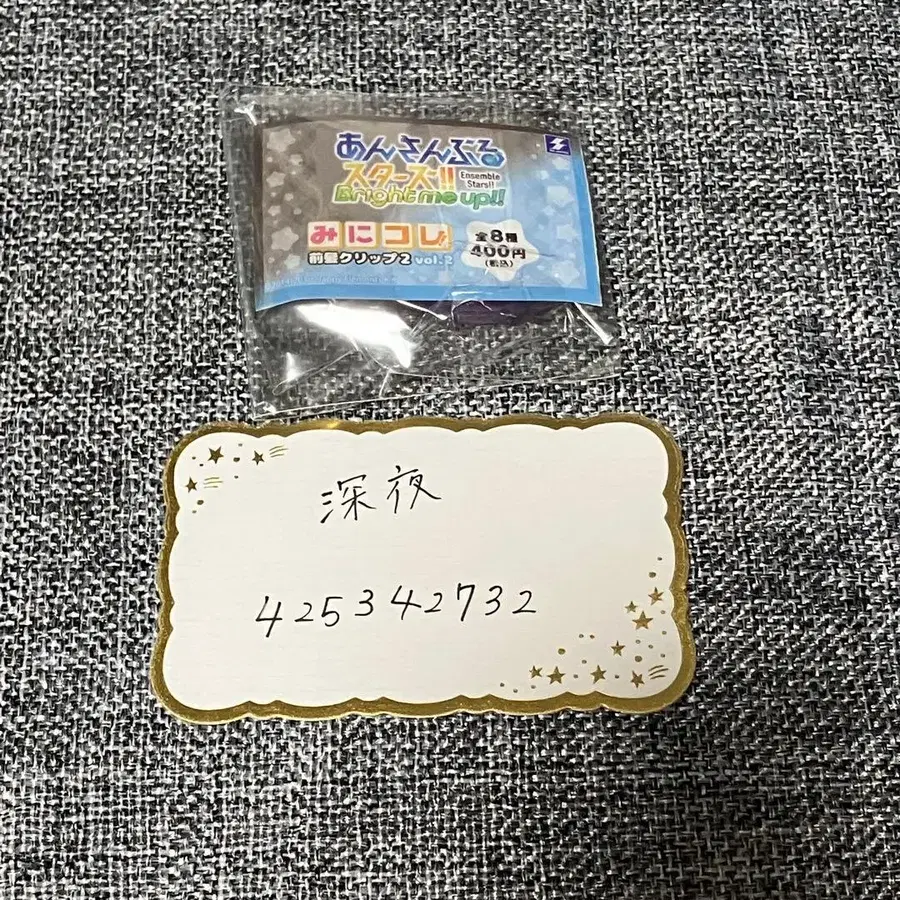 あんさんぶる
スターズ!!
Ensemble
Stars!!
Bright me up!!
みにコレ!
前髪クリップ2 vol.2
全8種
400円
(税込)
深夜
425342732